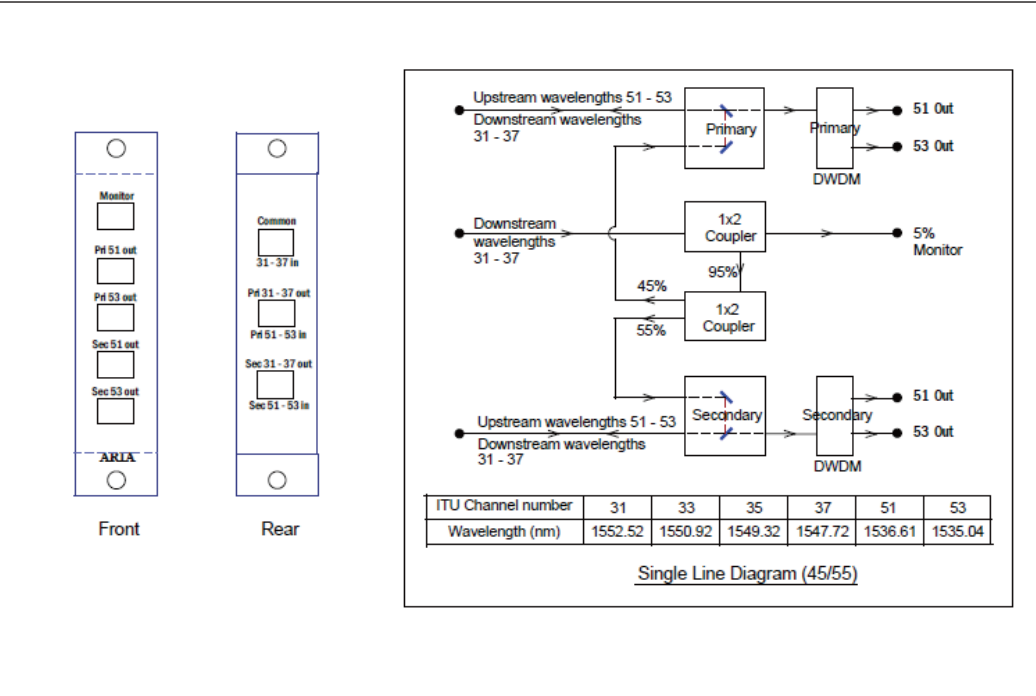 Monitor
Pri 51 out
Pri 53 out
Sec 51 out
Sec 53 out
ARIA
Front
Common
31 - 37 in
Pri 31 - 37 out
Pri 51 - 53 in
Sec 31 - 37 out
Sec 51 - 53 in
Rear
Upstream wavelengths 51 - 53
Downstream wavelengths
31 - 37
Primary
Primary
DWDM
51 Out
53 Out
Downstream
wavelengths
31 - 37
1x2
Coupler
5%
Monitor
95%
45%
55%
1x2
Coupler
Upstream wavelengths 51 - 53
Downstream wavelengths
31 - 37
Secondary
Secondary
DWDM
51 Out
53 Out
ITU Channel number 31 33 35 37 51 53
Wavelength (nm) 1552.52 1550.92 1549.32 1547.72 1536.61 1535.04
Single Line Diagram (45/55)